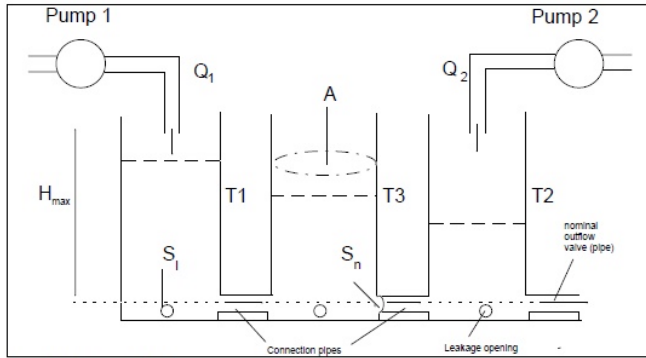 Pump 1
Pump 2
Q1
Q2
A
Hmax
T1
T3
T2
nominal
outflow
valve (pipe)
Sl
Sn
Connection pipes
Leakage opening